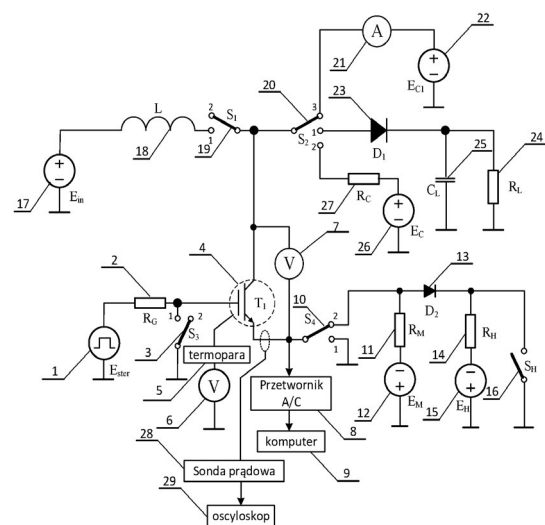 22
A
21
E_C1
20
23
L
2
S_1
3
24
1
S_2
1
2
D_1
25
18
19
17
E_in
C_L
R_L
R_C
27
E_C
26
7
2
4
V
13
10
T_1
D_2
R_G
1
2
S_3
S_4
2
1
R_M
R_H
S_H
3
termopara
11
14
16
1
E_ster
5
V
6
Przetwornik
A/C
12
E_M
15
E_H
8
28
komputer
9
Sonda prądowa
29
oscyloskop